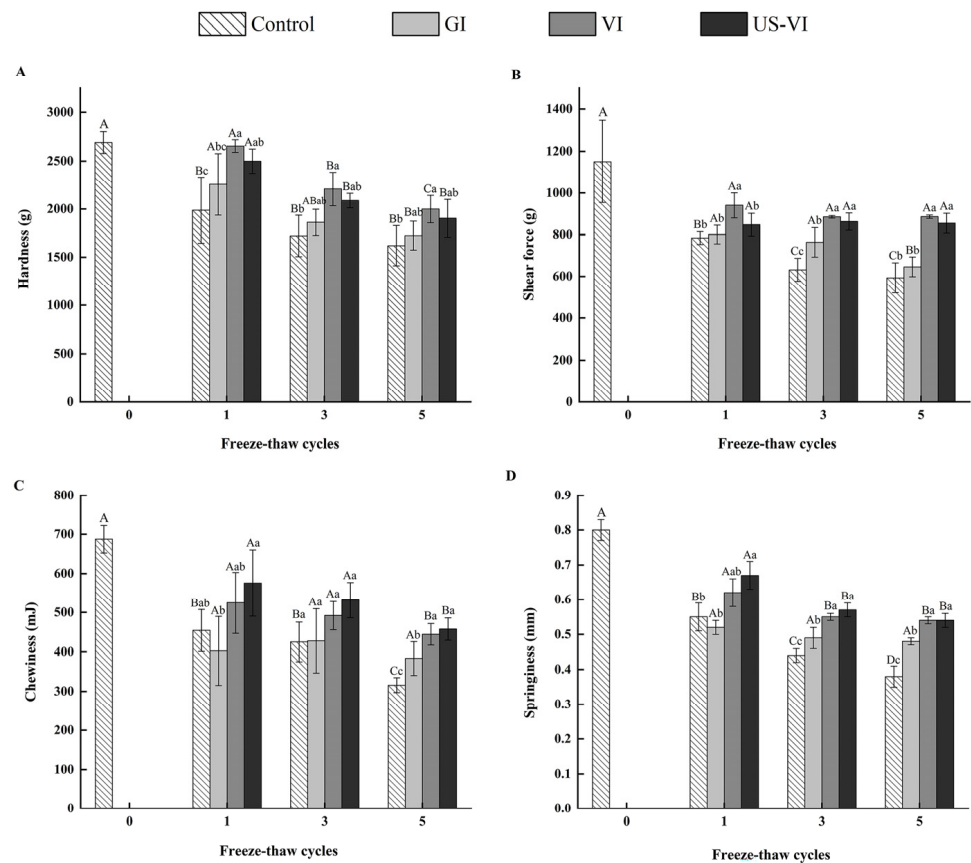 Control GI VI US-VI
A
Hardness (g)
3000
2500
2000
1500
1000
500
0
A
Bc Abc Aa Aab
Bb ABab Ba Bab
Bb Bab Ca Bab
0 1 3 5
Freeze-thaw cycles
B
Shear force (g)
1400
1200
1000
800
600
400
200
0
A
Bb Ab Aa Ab
Cc Ab Aa Aa
Cb Bb Aa Aa
0 1 3 5
Freeze-thaw cycles
C
Chewiness (mJ)
800
700
600
500
400
300
200
100
0
A
Bab Ab Aab Aa
Ba Aa Aa Aa
Cc Ab Ba Ba
0 1 3 5
Freeze-thaw cycles
D
Springiness (mm)
0.9
0.8
0.7
0.6
0.5
0.4
0.3
0.2
0.1
0.0
A
Bb Ab Aab Aa
Cc Ab Ba Ba
Dc Ab Ba Ba
0 1 3 5
Freeze-thaw cycles